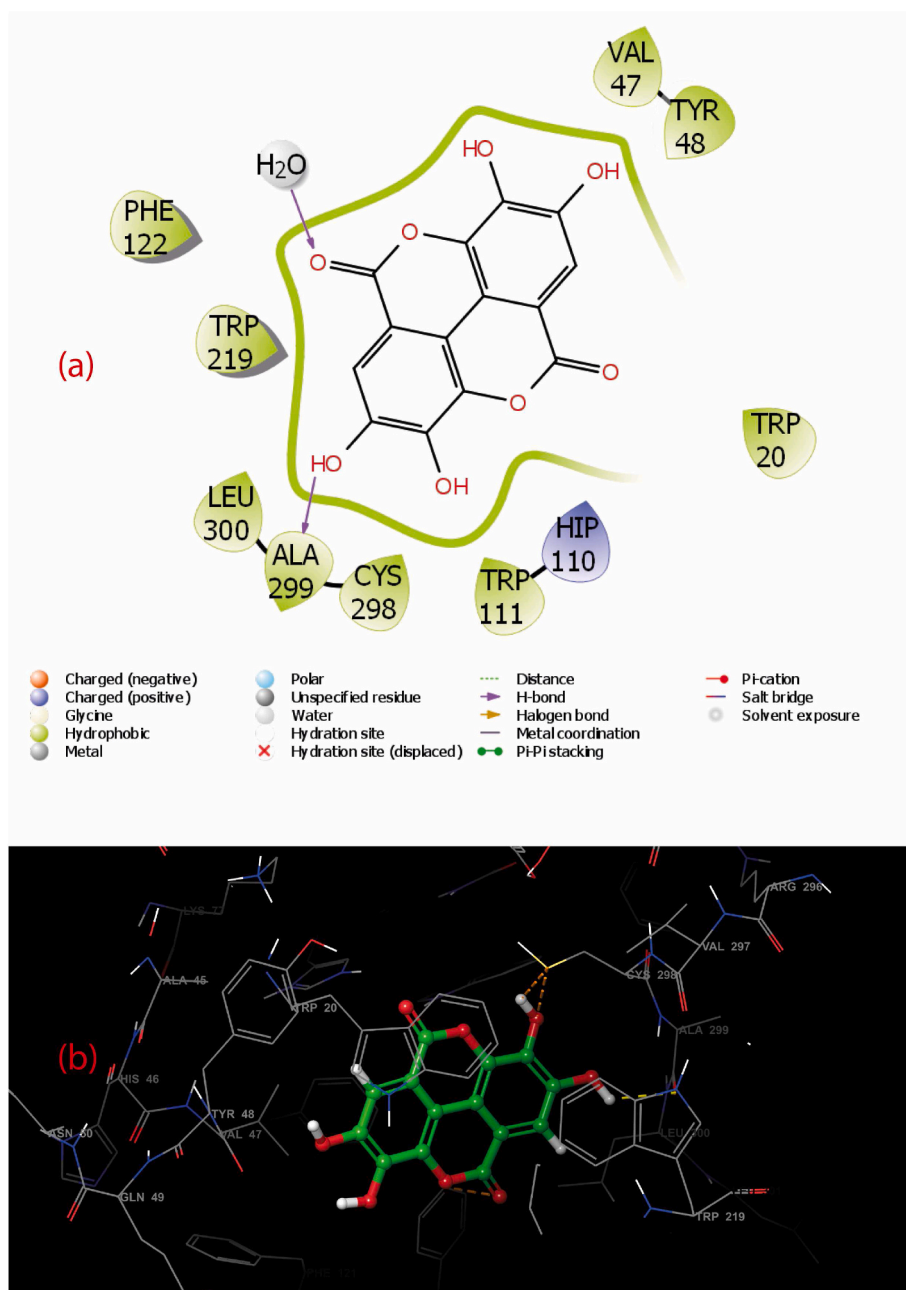 VAL
47
TYR
48
HO
OH
H2O
O
O
PHE
122
TRP
219
(a)
O
O
TRP
20
HO
OH
LEU
300
ALA
299
CYS
298
HIP
110
TRP
111
Charged (negative)
Charged (positive)
Glycine
Hydrophobic
Metal
Polar
Unspecified residue
Water
Hydration site
Hydration site (displaced)
Distance
H-bond
Halogen bond
Metal coordination
Pi-Pi stacking
Pi-cation
Salt bridge
Solvent exposure
ARG 296
LYS 77
VAL 297
ALA 45
CYS 298
TRP 20
ALA 299
(b)
HIS 46
TYR 48
VAL 47
ASN 50
LEU 300
GLN 49
TRP 219